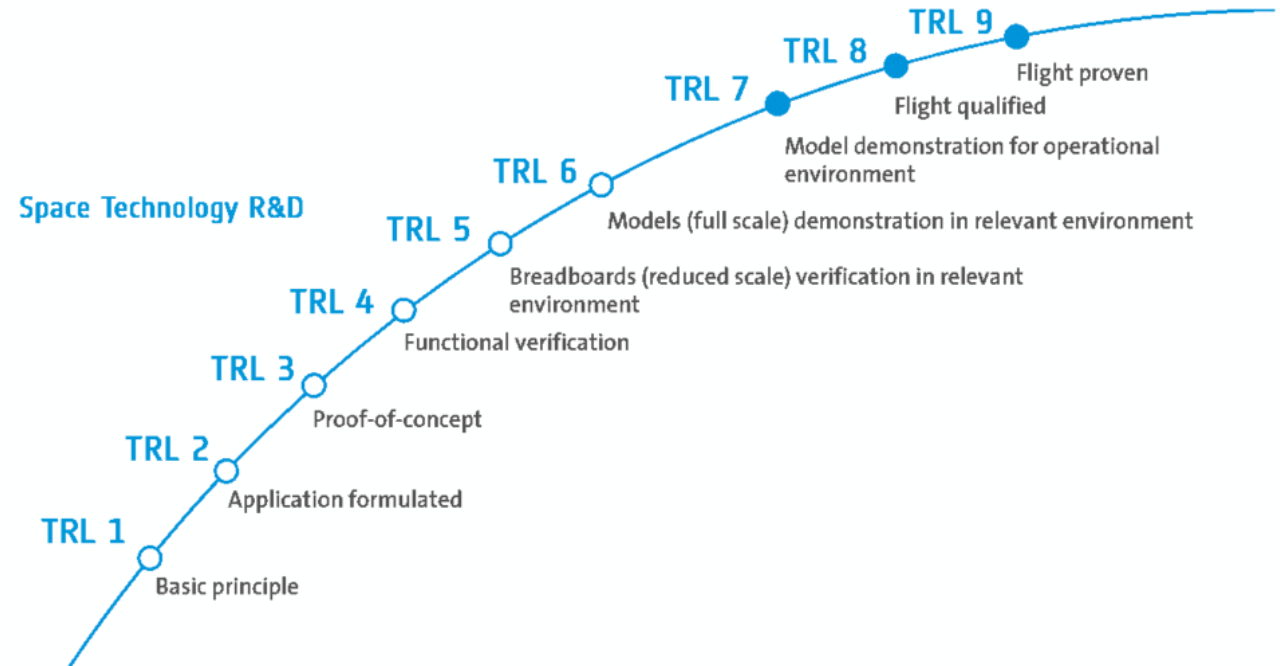 TRL 9
Flight proven
TRL 8
Flight qualified
TRL 7
Model demonstration for operational
environment
TRL 6
Models (full scale) demonstration in relevant environment
Space Technology R&D
TRL 5
Breadboards (reduced scale) verification in relevant
environment
TRL 4
Functional verification
TRL 3
Proof-of-concept
TRL 2
Application formulated
TRL 1
Basic principle